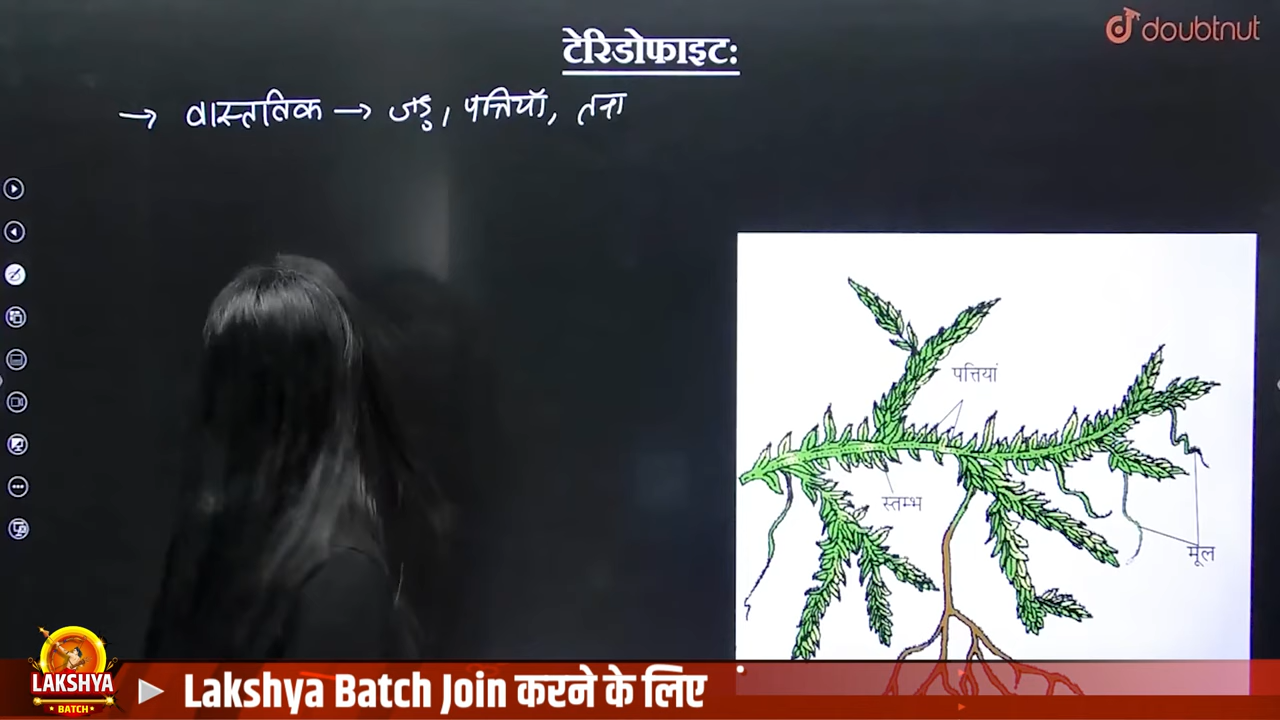 doubtnut
टेरिडोफाइट:
→ वास्तविक → जड़, पत्तियाँ, तना
पत्तियां
स्तम्भ
मूल
LAKSHYA
BATCH
Lakshya Batch Join करने के लिए